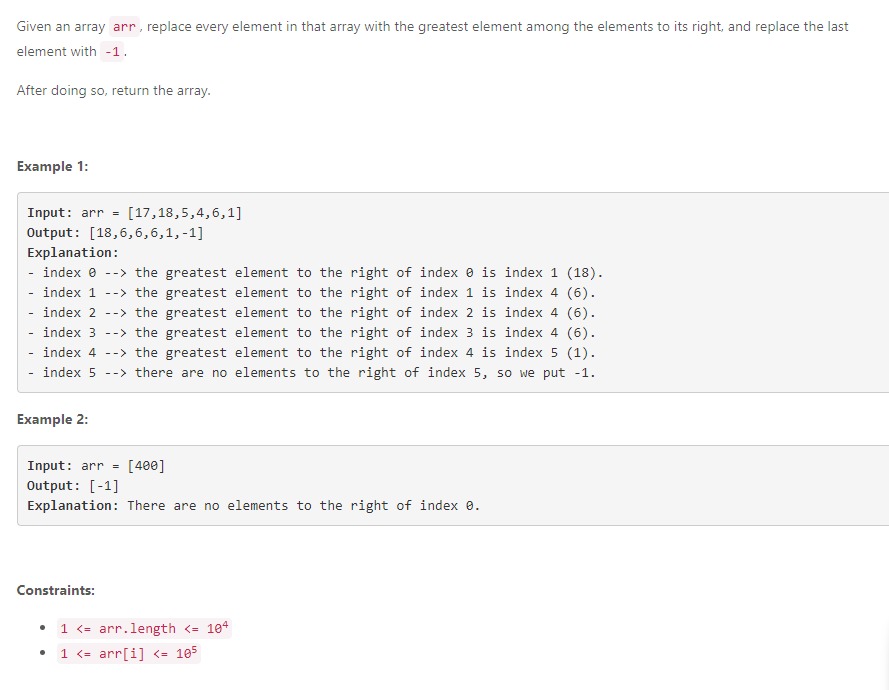 Given an array arr, replace every element in that array with the greatest element among the elements to its right, and replace the last
element with -1.
After doing so, return the array.
Example 1:
Input: arr = [17,18,5,4,6,1]
Output: [18,6,6,6,1,-1]
Explanation:
- index 0 --> the greatest element to the right of index 0 is index 1 (18).
- index 1 --> the greatest element to the right of index 1 is index 4 (6).
- index 2 --> the greatest element to the right of index 2 is index 4 (6).
- index 3 --> the greatest element to the right of index 3 is index 4 (6).
- index 4 --> the greatest element to the right of index 4 is index 5 (1).
- index 5 --> there are no elements to the right of index 5, so we put -1.
Example 2:
Input: arr = [400]
Output: [-1]
Explanation: There are no elements to the right of index 0.
Constraints:
• 1 <= arr.length <= 10⁴
• 1 <= arr[i] <= 10⁵